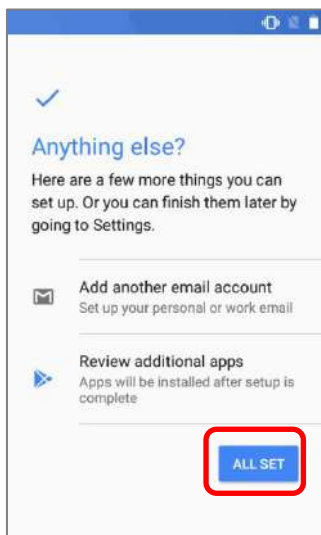 Anything else?
Here are a few more things you can
set up. Or you can finish them later by
going to Settings.
Add another email account
Set up your personal or work email
Review additional apps
Apps will be installed after setup is
complete
ALL SET